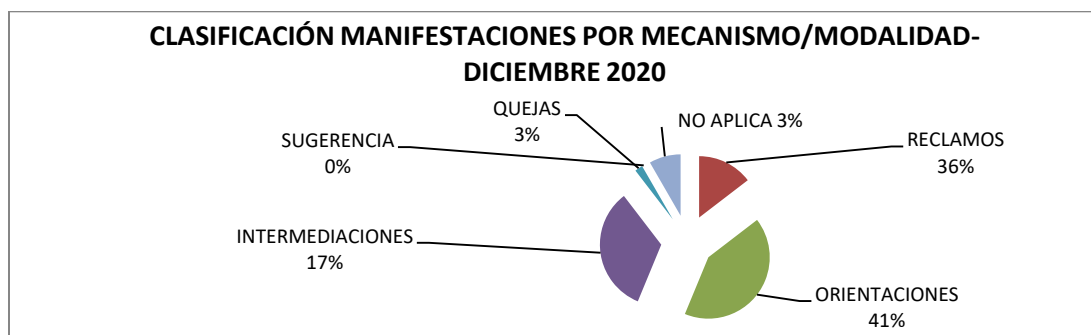 CLASIFICACIÓN MANIFESTACIONES POR MECANISMO/MODALIDAD-
DICIEMBRE 2020
QUEJAS
3%
NO APLICA 3%
SUGERENCIA
0%
RECLAMOS
36%
INTERMEDIACIONES
17%
ORIENTACIONES
41%